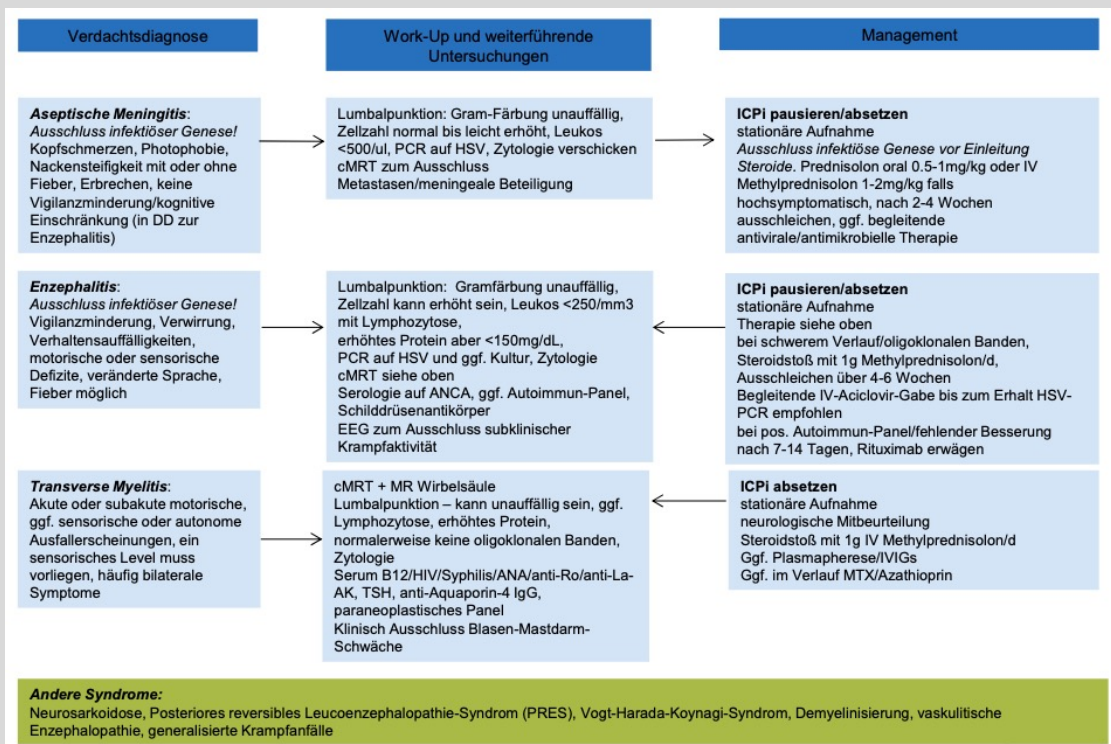 Verdachtsdiagnose
Work-Up und weiterführende
Untersuchungen
Management
Aseptische Meningitis:
Ausschluss infektiöser Genese!
Kopfschmerzen, Photophobie,
Nackensteifigkeit mit oder ohne
Fieber, Erbrechen, keine
Vigilanzminderung/kognitive
Einschränkung (in DD zur
Enzephalitis)
Lumbalpunktion: Gram-Färbung unauffällig,
Zellzahl normal bis leicht erhöht, Leukos
<500/ul, PCR auf HSV, Zytologie verschicken
cMRT zum Ausschluss
Metastasen/meningeale Beteiligung
ICPi pausieren/absetzen
stationäre Aufnahme
Ausschluss infektiöse Genese vor Einleitung
Steroide. Prednisolon oral 0.5-1mg/kg oder IV
Methylprednisolon 1-2mg/kg falls
hochsymptomatisch, nach 2-4 Wochen
ausschleichen, ggf. begleitende
antivirale/antimikrobielle Therapie
Enzephalitis:
Ausschluss infektiöser Genese!
Vigilanzminderung, Verwirrung,
Verhaltensauffälligkeiten,
motorische oder sensorische
Defizite, veränderte Sprache,
Fieber möglich
Lumbalpunktion: Gramfärbung unauffällig,
Zellzahl kann erhöht sein, Leukos <250/mm3
mit Lymphozytose,
erhöhtes Protein aber <150mg/dL,
PCR auf HSV und ggf. Kultur, Zytologie
cMRT siehe oben
Serologie auf ANCA, ggf. Autoimmun-Panel,
Schilddrüsenantikörper
EEG zum Ausschluss subklinischer
Krampfaktivität
ICPi pausieren/absetzen
stationäre Aufnahme
Therapie siehe oben
bei schwerem Verlauf/oligoklonalen Banden,
Steroidstoß mit 1g Methylprednisolon/d,
Ausschleichen über 4-6 Wochen
Begleitende IV-Aciclovir-Gabe bis zum Erhalt HSV-
PCR empfohlen
bei pos. Autoimmun-Panel/fehlender Besserung
nach 7-14 Tagen, Rituximab erwägen
Transverse Myelitis:
Akute oder subakute motorische,
ggf. sensorische oder autonome
Ausfallerscheinungen, ein
sensorisches Level muss
vorliegen, häufig bilaterale
Symptome
cMRT + MR Wirbelsäule
Lumbalpunktion – kann unauffällig sein, ggf.
Lymphozytose, erhöhtes Protein,
normalerweise keine oligoklonalen Banden,
Zytologie
Serum B12/HIV/Syphilis/ANA/anti-Ro/anti-La-
AK, TSH, anti-Aquaporin-4 IgG,
paraneoplastisches Panel
Klinisch Ausschluss Blasen-Mastdarm-
Schwäche
ICPi absetzen
stationäre Aufnahme
neurologische Mitbeurteilung
Steroidstoß mit 1g IV Methylprednisolon/d
Ggf. Plasmapherese/IVIGs
Ggf. im Verlauf MTX/Azathioprin
Andere Syndrome:
Neurosarkoidose, Posteriores reversibles Leucoenzephalopathie-Syndrom (PRES), Vogt-Harada-Koynagi-Syndrom, Demyelinisierung, vaskulitische
Enzephalopathie, generalisierte Krampfanfälle